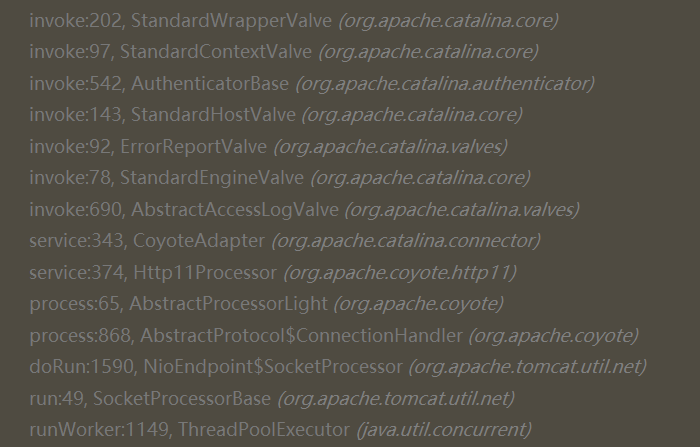 invoke:202, StandardWrapperValve (org.apache.catalina.core)
invoke:97, StandardContextValve (org.apache.catalina.core)
invoke:542, AuthenticatorBase (org.apache.catalina.authenticator)
invoke:143, StandardHostValve (org.apache.catalina.core)
invoke:92, ErrorReportValve (org.apache.catalina.valves)
invoke:78, StandardEngineValve (org.apache.catalina.core)
invoke:690, AbstractAccessLogValve (org.apache.catalina.valves)
service:343, CoyoteAdapter (org.apache.catalina.connector)
service:374, Http11Processor (org.apache.coyote.http11)
process:65, AbstractProcessorLight (org.apache.coyote)
process:868, AbstractProtocol$ConnectionHandler (org.apache.coyote)
doRun:1590, NioEndpoint$SocketProcessor (org.apache.tomcat.util.net)
run:49, SocketProcessorBase (org.apache.tomcat.util.net)
runWorker:1149, ThreadPoolExecutor (java.util.concurrent)